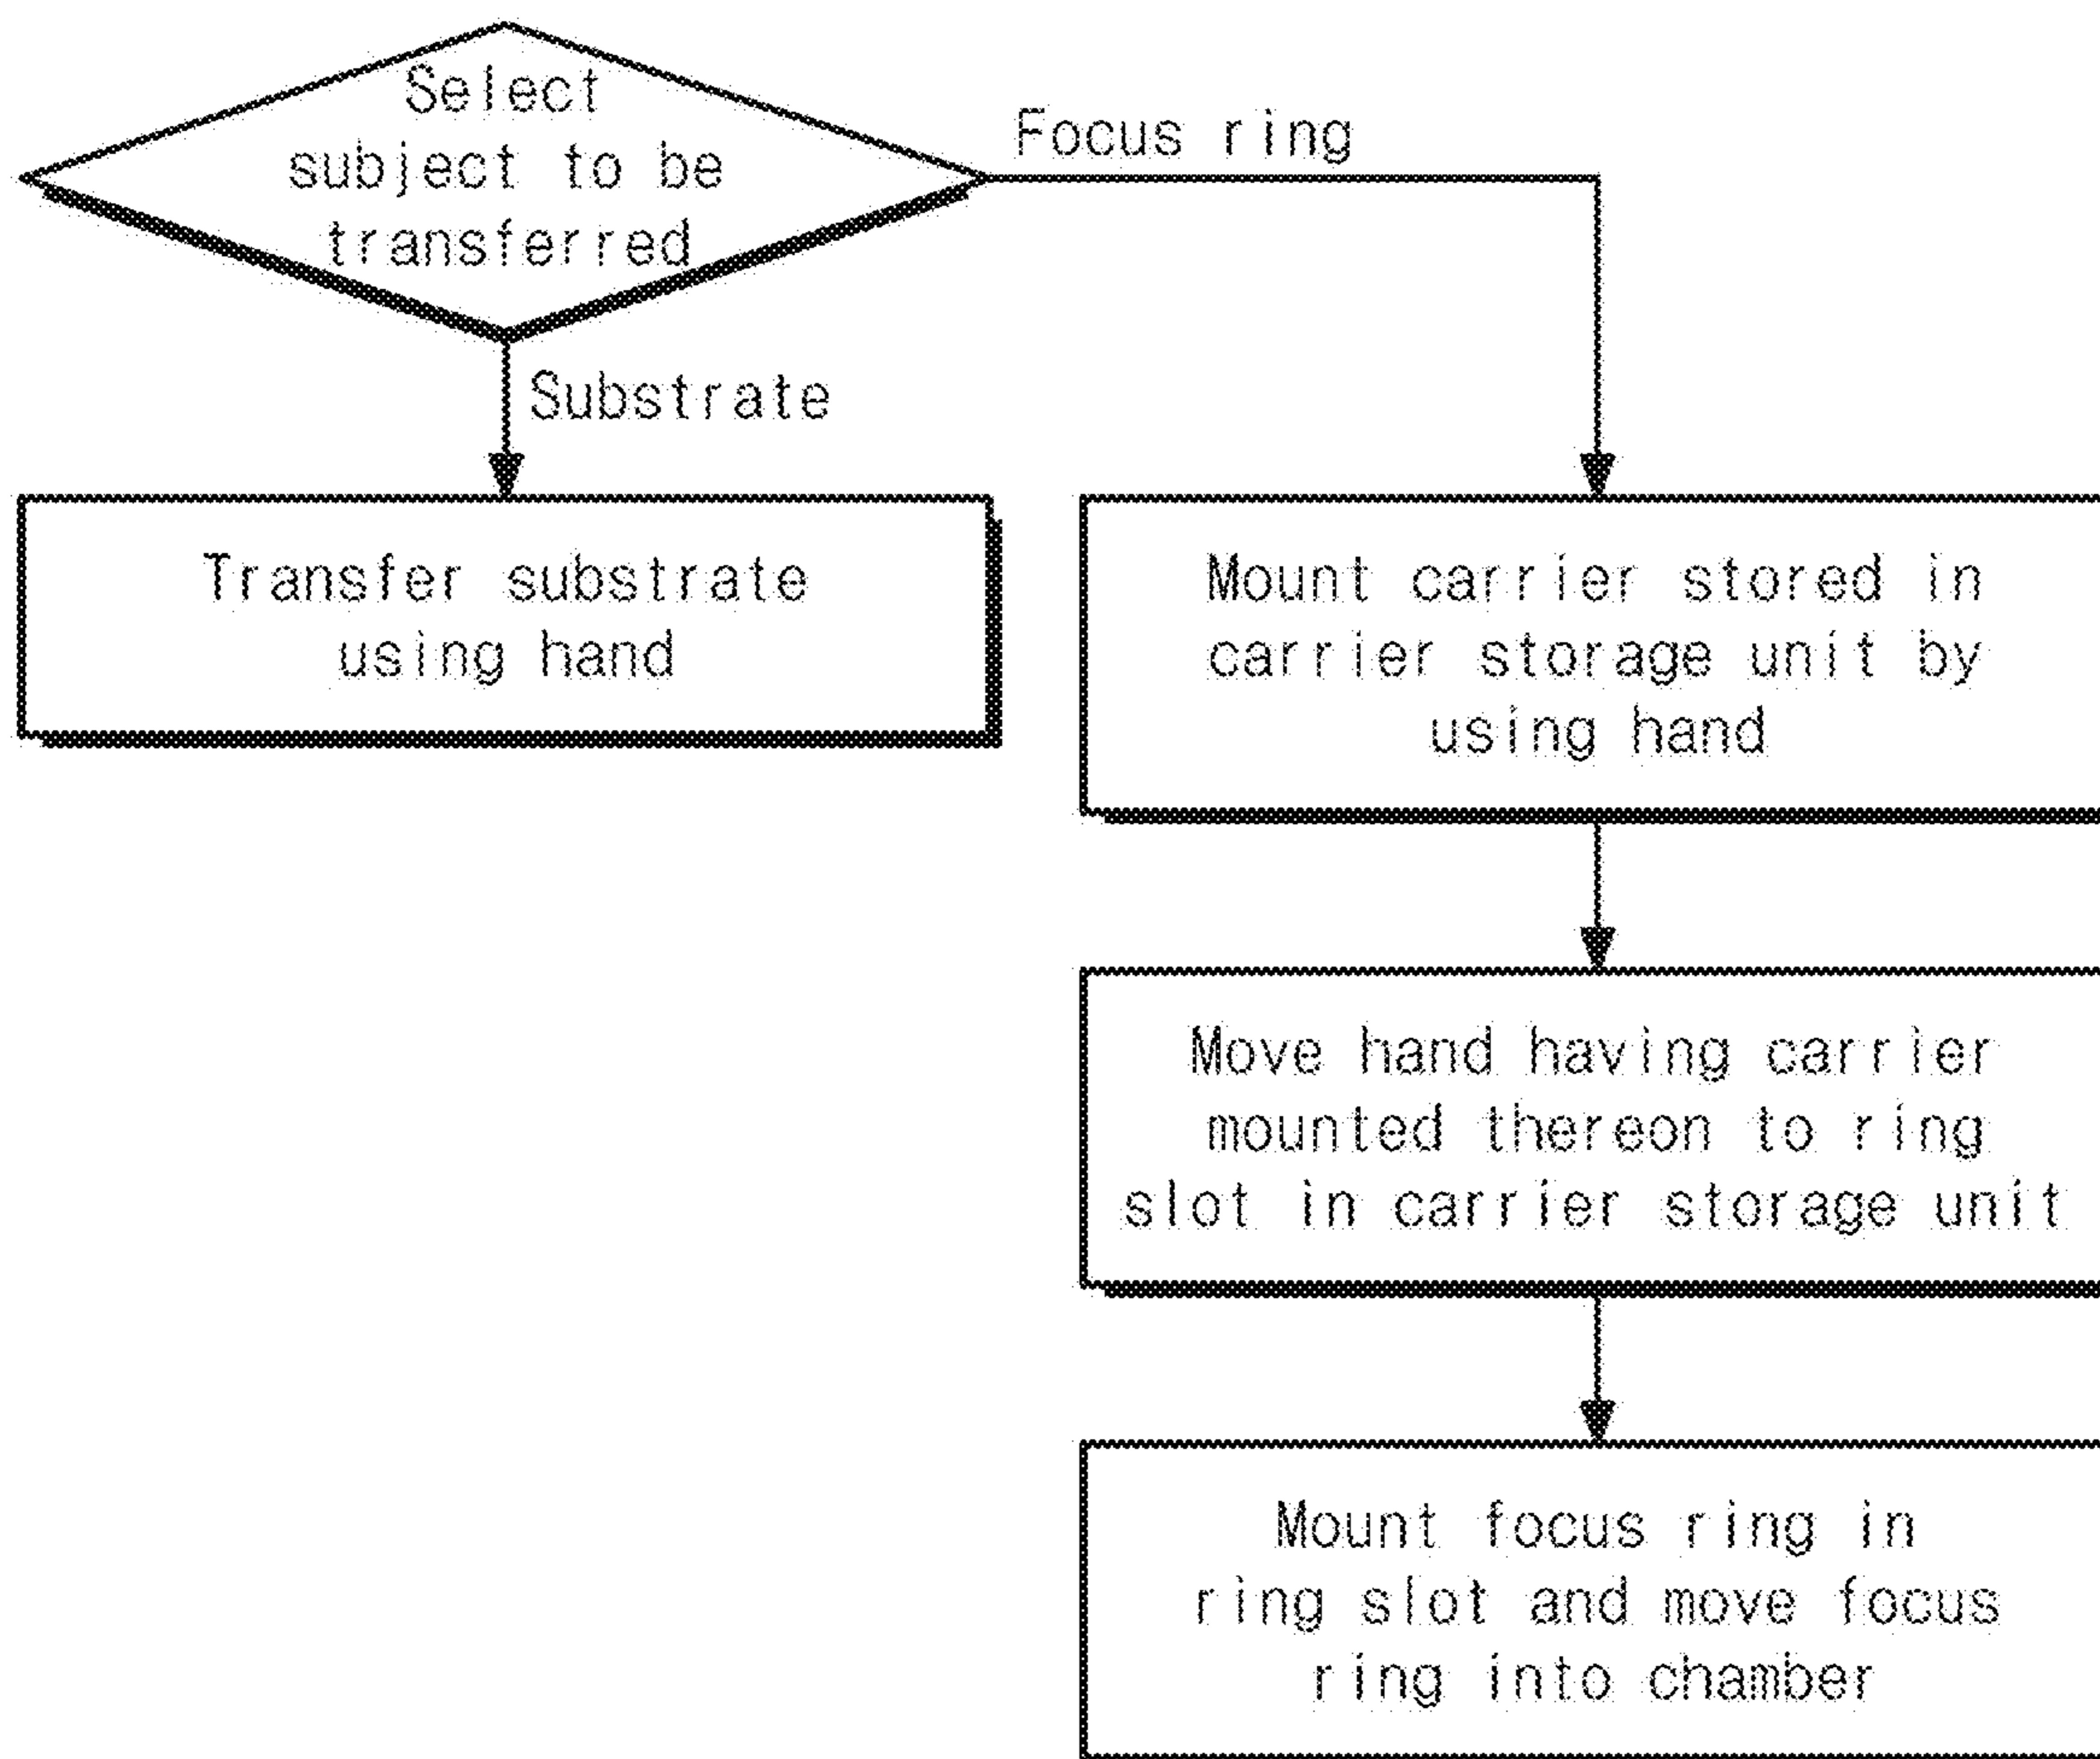 Select
subject to be
transferred
Focus ring
Substrate
Transfer substrate
using hand
Mount carrier stored in
carrier storage unit by
using hand
Move hand having carrier
mounted thereon to ring
slot in carrier storage unit
Mount focus ring in
ring slot and move focus
ring into chamber